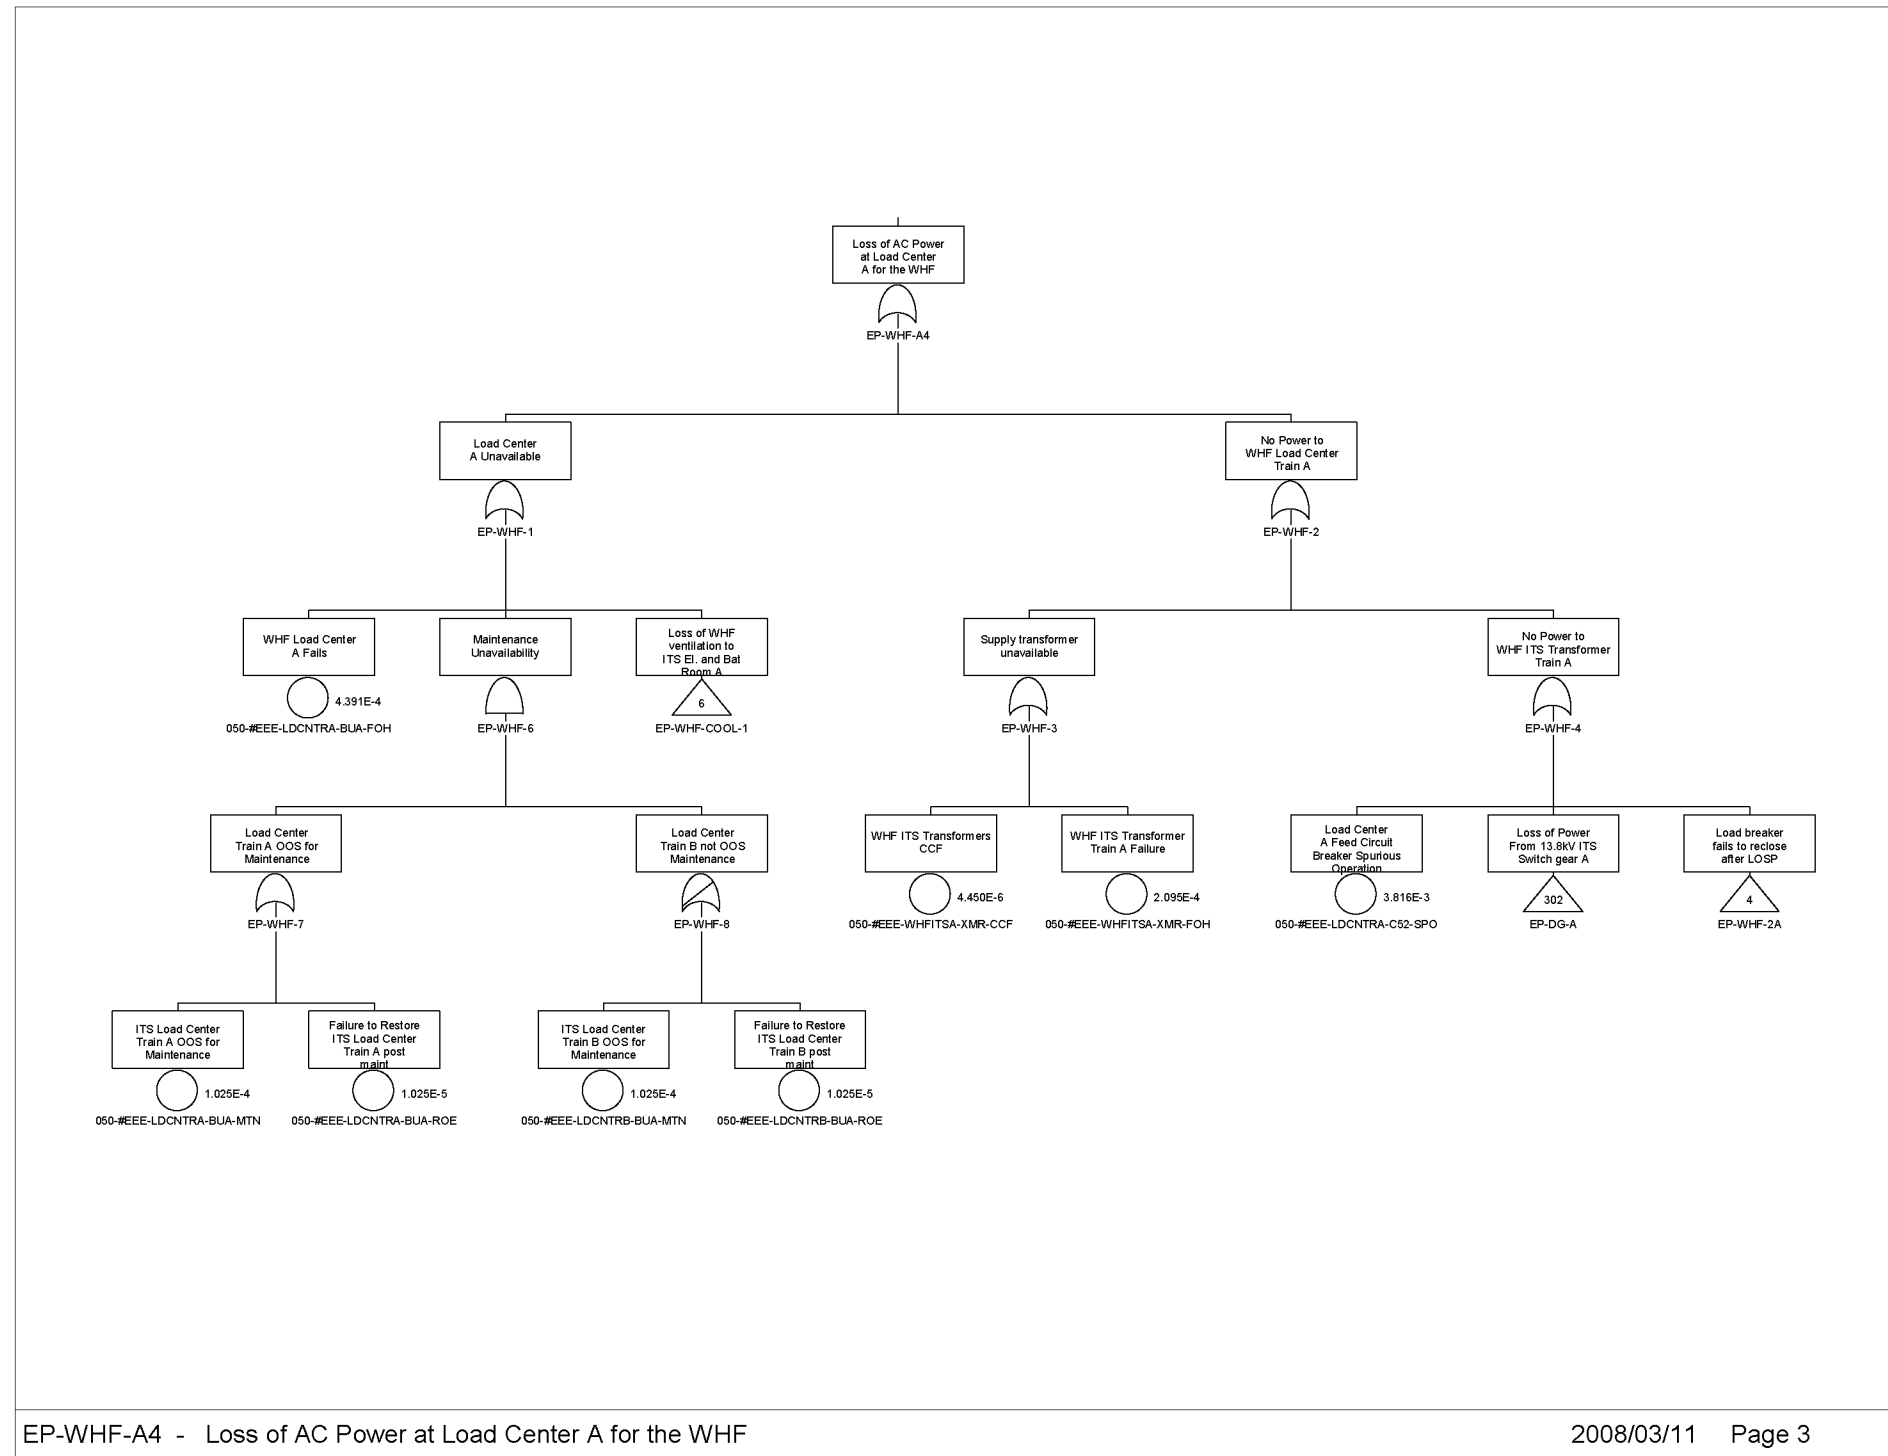 Loss of AC Power
at Load Center
A for the WHF
EP-WHF-A4
Load Center
A Unavailable
EP-WHF-1
No Power to
WHF Load Center
Train A
EP-WHF-2
WHF Load Center
A Fails
4.391E-4
050-#EEE-LDCNTRA-BUA-FOH
Maintenance
Unavailability
EP-WHF-6
Loss of WHF
ventilation to
ITS El. and Bat
Room A
6
EP-WHF-COOL-1
Supply transformer
unavailable
EP-WHF-3
No Power to
WHF ITS Transformer
Train A
EP-WHF-4
Load Center
Train A OOS for
Maintenance
EP-WHF-7
Load Center
Train B not OOS
Maintenance
EP-WHF-8
WHF ITS Transformers
CCF
4.450E-6
050-#EEE-WHFITSA-XMR-CCF
WHF ITS Transformer
Train A Failure
2.095E-4
050-#EEE-WHFITSA-XMR-FOH
Load Center
A Feed Circuit
Breaker Spurious
Operation
3.816E-3
050-#EEE-LDCNTRA-C52-SPO
Loss of Power
From 13.8kV ITS
Switch gear A
302
EP-DG-A
Load breaker
fails to reclose
after LOSP
4
EP-WHF-2A
ITS Load Center
Train A OOS for
Maintenance
1.025E-4
050-#EEE-LDCNTRA-BUA-MTN
Failure to Restore
ITS Load Center
Train A post
maint
1.025E-5
050-#EEE-LDCNTRA-BUA-ROE
ITS Load Center
Train B OOS for
Maintenance
1.025E-4
050-#EEE-LDCNTRB-BUA-MTN
Failure to Restore
ITS Load Center
Train B post
maint
1.025E-5
050-#EEE-LDCNTRB-BUA-ROE
EP-WHF-A4 - Loss of AC Power at Load Center A for the WHF
2008/03/11 Page 3